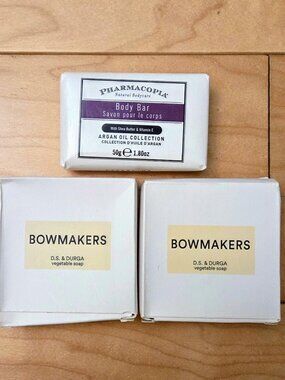 PHARMACOPIA
Natural Bodycare
Body Bar
Savon pour le corps
With Shea Butter & Vitamin E
ARGAN OIL COLLECTION
COLLECTION D'HUILE D'ARGAN
50g e 1.80oz
BOWMAKERS
D.S. & DURGA
vegetable soap
BOWMAKERS
D.S. & DURGA
vegetable soap